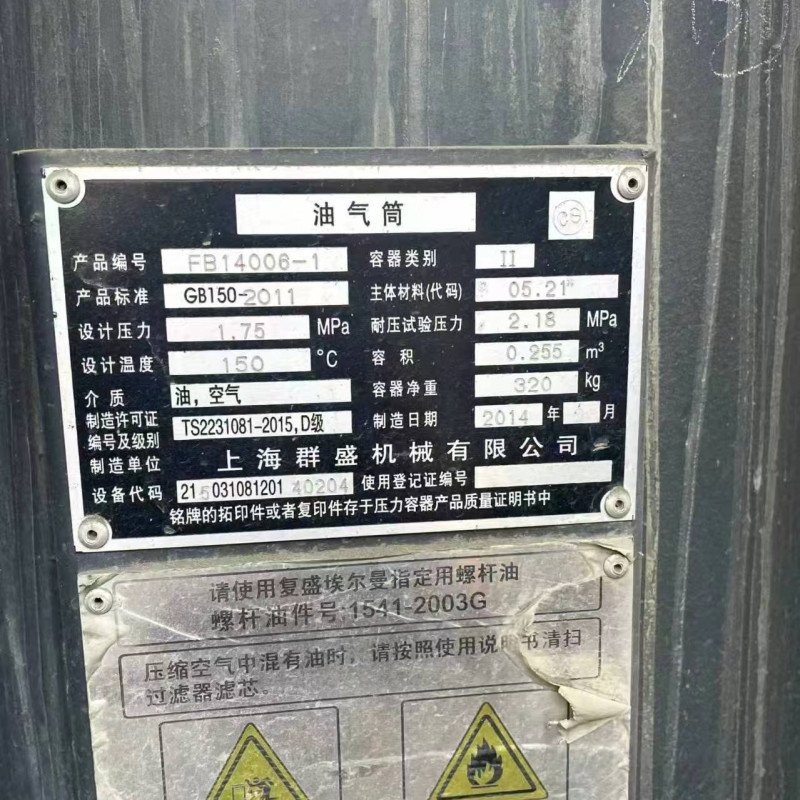 油气筒
CS
产品编号 FB14006-1 容器类别 II
产品标准 GB150-2011 主体材料(代码) 05.21
设计压力 1.75 MPa 耐压试验压力 2.18 MPa
设计温度 150 °C 容积 0.255 m³
介质 油,空气 容器净重 320 kg
制造许可证编号及级别 TS2231081-2015,D级 制造日期 2014 年 月
制造单位 上海群盛机械有限公司
设备代码 215031081201 40204 使用登记证编号
铭牌的拓印件或者复印件存于压力容器产品质量证明书中
请使用复盛埃尔曼指定用螺杆油
螺杆油件号:1541-2003G
压缩空气中混有油时,请按照使用说明书清扫
过滤器滤芯。